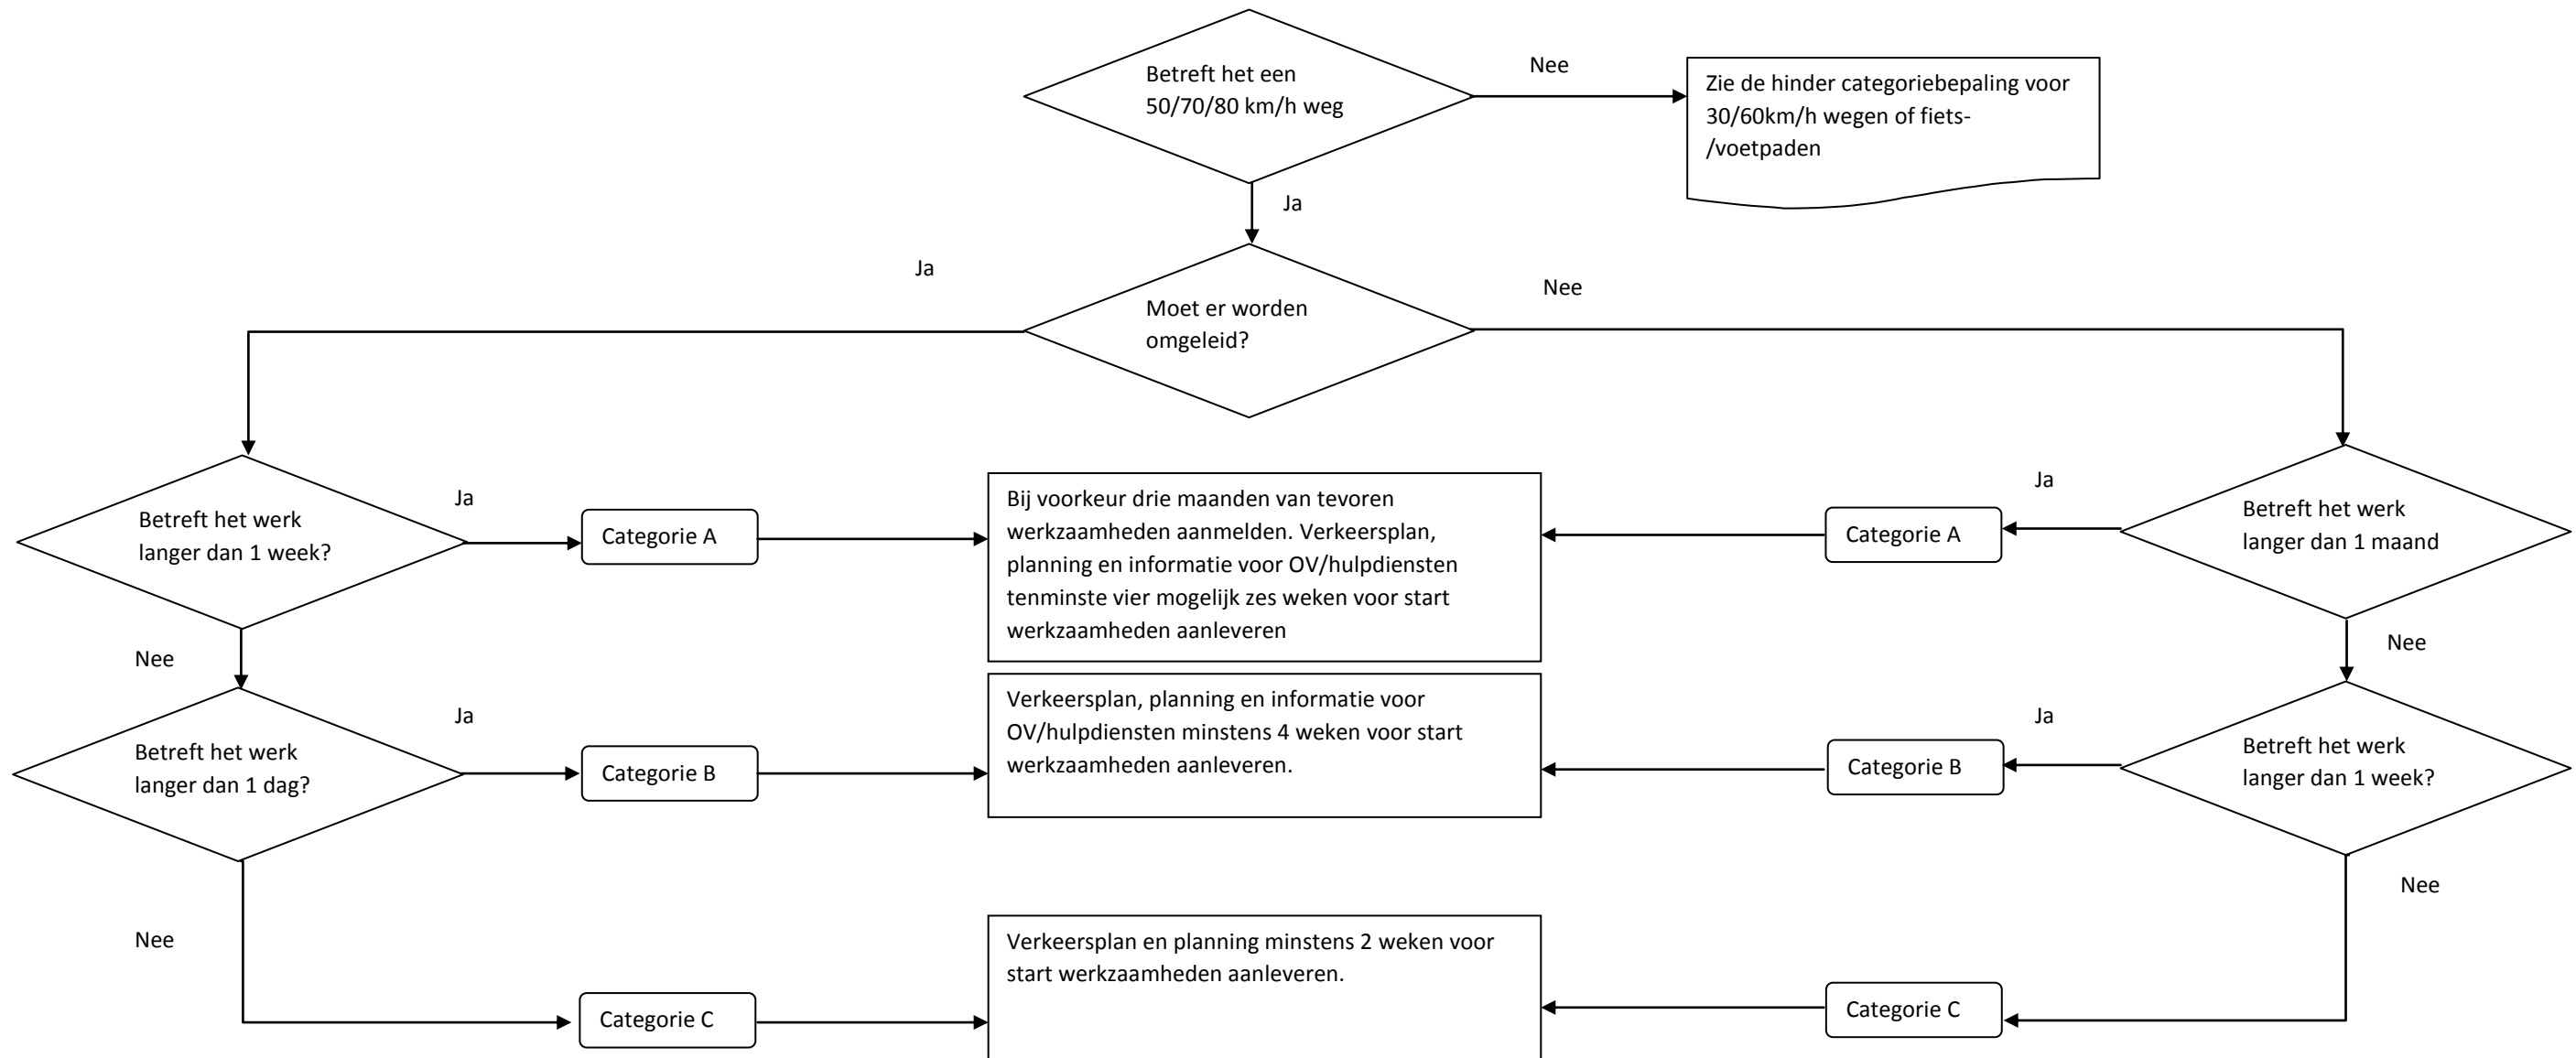 Betreft het een
50/70/80 km/h weg
Nee
Zie de hinder categoriebepaling voor
30/60km/h wegen of fiets-
/voetpaden
Ja
Ja
Moet er worden
omgeleid?
Nee
Betreft het werk
langer dan 1 week?
Ja
Categorie A
Bij voorkeur drie maanden van tevoren
werkzaamheden aanmelden. Verkeersplan,
planning en informatie voor OV/hulpdiensten
tenminste vier mogelijk zes weken voor start
werkzaamheden aanleveren
Categorie A
Ja
Betreft het werk
langer dan 1 maand
Nee
Nee
Betreft het werk
langer dan 1 dag?
Ja
Categorie B
Verkeersplan, planning en informatie voor
OV/hulpdiensten minstens 4 weken voor start
werkzaamheden aanleveren.
Categorie B
Ja
Betreft het werk
langer dan 1 week?
Nee
Nee
Categorie C
Verkeersplan en planning minstens 2 weken voor
start werkzaamheden aanleveren.
Categorie C